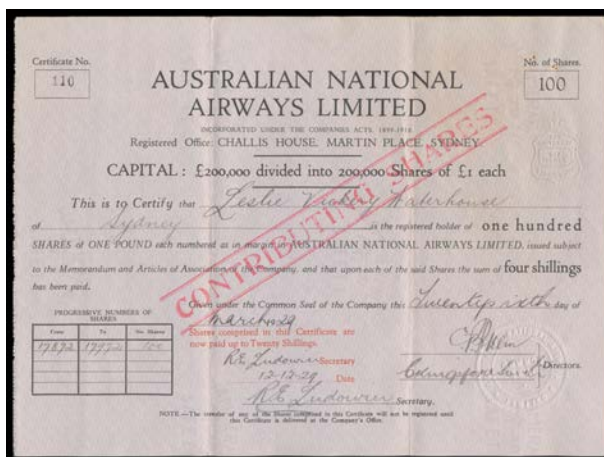 Certificate No.
110
No. of Shares.
100
AUSTRALIAN NATIONAL
AIRWAYS LIMITED
INCORPORATED UNDER THE COMPANIES ACTS, 1899-1918
Registered Office: CHALLIS HOUSE, MARTIN PLACE, SYDNEY
CAPITAL: £200,000 divided into 200,000 Shares of £1 each
CONTRIBUTING SHARES
This is to Certify that Leslie Vickery Waterhouse
of Sydney is the registered holder of one hundred
SHARES of ONE POUND each numbered as in margin in AUSTRALIAN NATIONAL AIRWAYS LIMITED, issued subject
to the Memorandum and Articles of Association of the Company, and that upon each of the said Shares the sum of four shillings
has been paid.
Given under the Common Seal of the Company this Twenty sixth day of
March 1929
PROGRESSIVE NUMBERS OF
SHARES
From To No. Shares
100
Shares comprised in this Certificate are
now paid up to Twenty Shillings.
R.E. Ludowici Secretary
12-12-29 Date
Directors.
R.E. Ludowici Secretary.
NOTE.—The transfer of any of the Shares comprised in this Certificate will not be registered until
this Certificate is delivered at the Company's Office.